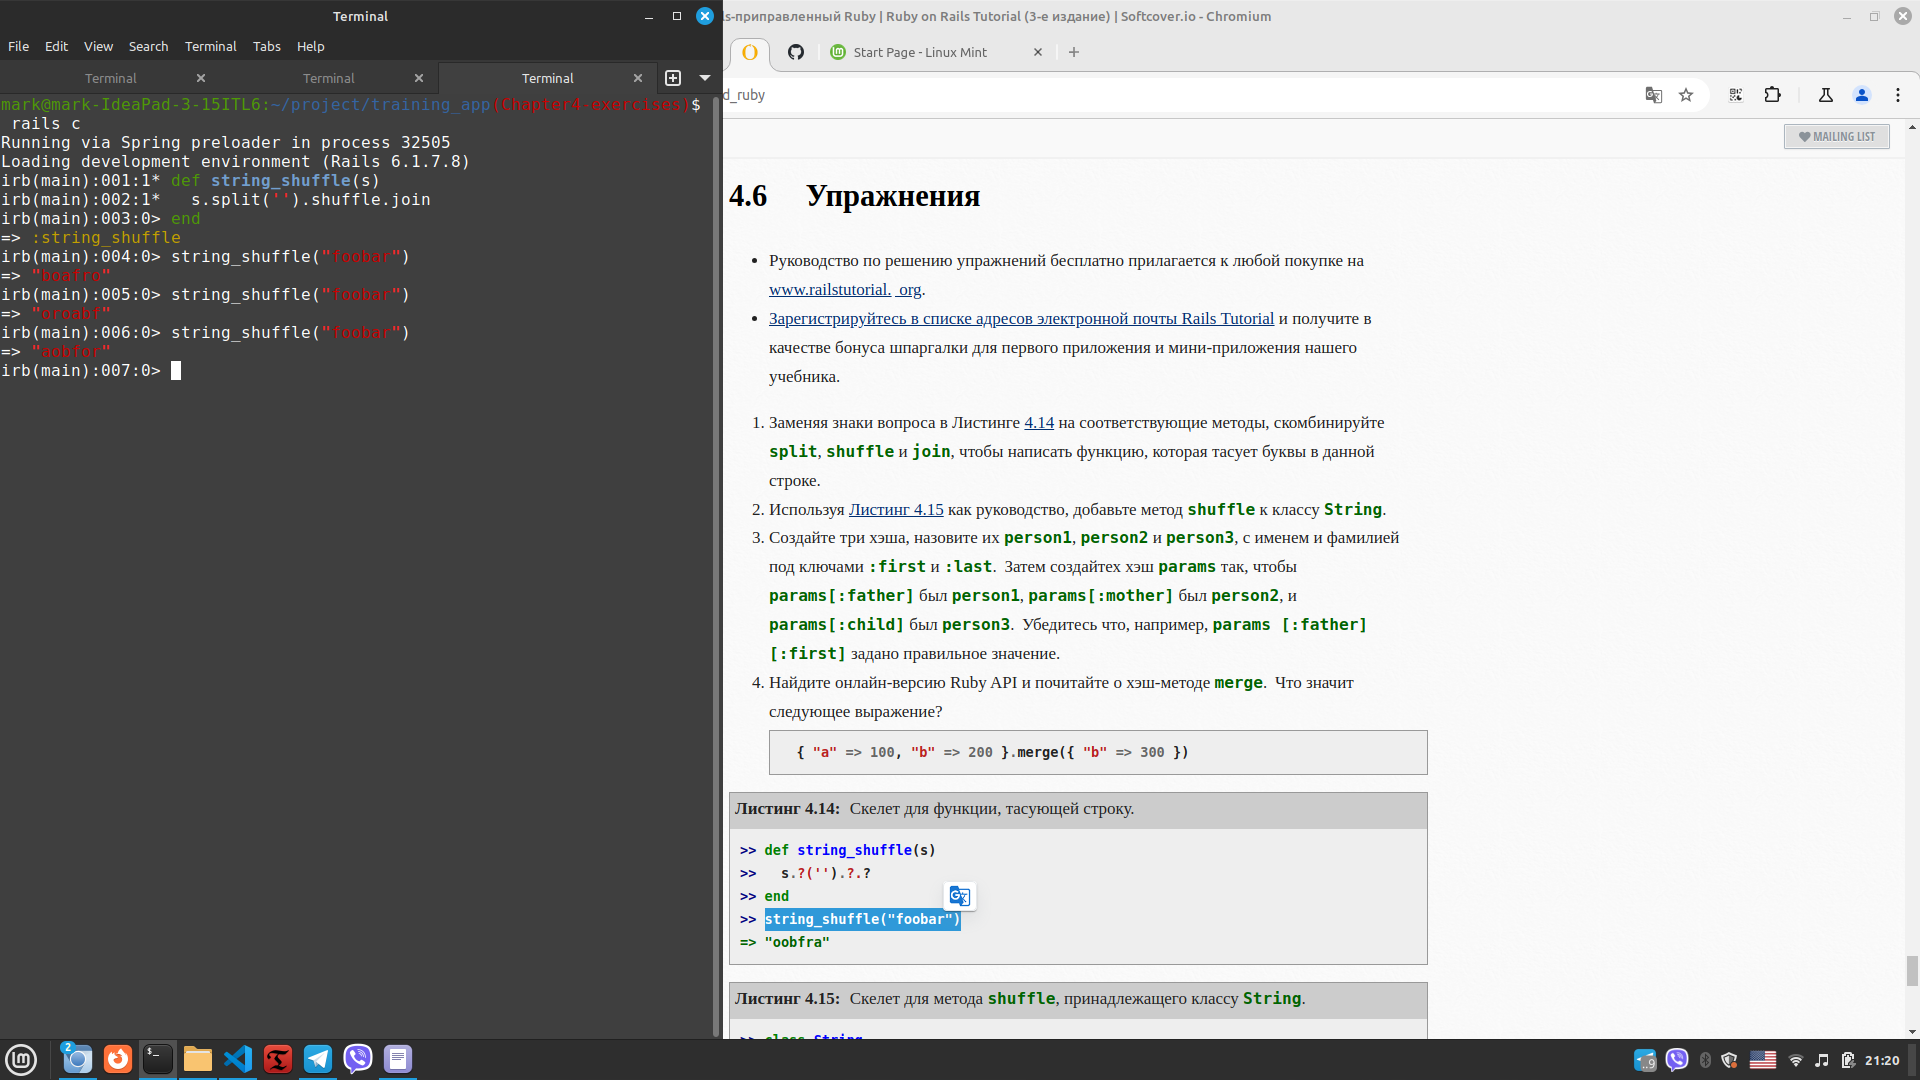 Terminal
File Edit View Search Terminal Tabs Help
Terminal
Terminal
Terminal
mark@mark-IdeaPad-3-15ITL6:~/project/training_app(Chapter4-exercises)$
rails c
Running via Spring preloader in process 32505
Loading development environment (Rails 6.1.7.8)
irb(main):001:1* def string_shuffle(s)
irb(main):002:1*   s.split('').shuffle.join
irb(main):003:0> end
=> :string_shuffle
irb(main):004:0> string_shuffle("foobar")
=> "boafro"
irb(main):005:0> string_shuffle("foobar")
=> "oroabf"
irb(main):006:0> string_shuffle("foobar")
=> "aobfor"
irb(main):007:0>
ls-приправленный Ruby | Ruby on Rails Tutorial (3-е издание) | Softcover.io - Chromium
Start Page - Linux Mint
d_ruby
MAILING LIST
4.6 Упражнения
• Руководство по решению упражнений бесплатно прилагается к любой покупке на
www.railstutorial. org.
• Зарегистрируйтесь в списке адресов электронной почты Rails Tutorial и получите в
качестве бонуса шпаргалки для первого приложения и мини-приложения нашего
учебника.
1. Заменяя знаки вопроса в Листинге 4.14 на соответствующие методы, скомбинируйте
split, shuffle и join, чтобы написать функцию, которая тасует буквы в данной
строке.
2. Используя Листинг 4.15 как руководство, добавьте метод shuffle к классу String.
3. Создайте три хэша, назовите их person1, person2 и person3, с именем и фамилией
под ключами :first и :last. Затем создайтех хэш params так, чтобы
params[:father] был person1, params[:mother] был person2, и
params[:child] был person3. Убедитесь что, например, params [:father]
[:first] задано правильное значение.
4. Найдите онлайн-версию Ruby API и почитайте о хэш-методе merge. Что значит
следующее выражение?
{ "a" => 100, "b" => 200 }.merge({ "b" => 300 })
Листинг 4.14: Скелет для функции, тасующей строку.
>> def string_shuffle(s)
>>   s.?('').?.?
>> end
>> string_shuffle("foobar")
=> "oobfra"
Листинг 4.15: Скелет для метода shuffle, принадлежащего классу String.
>> class String
2
..9
21:20